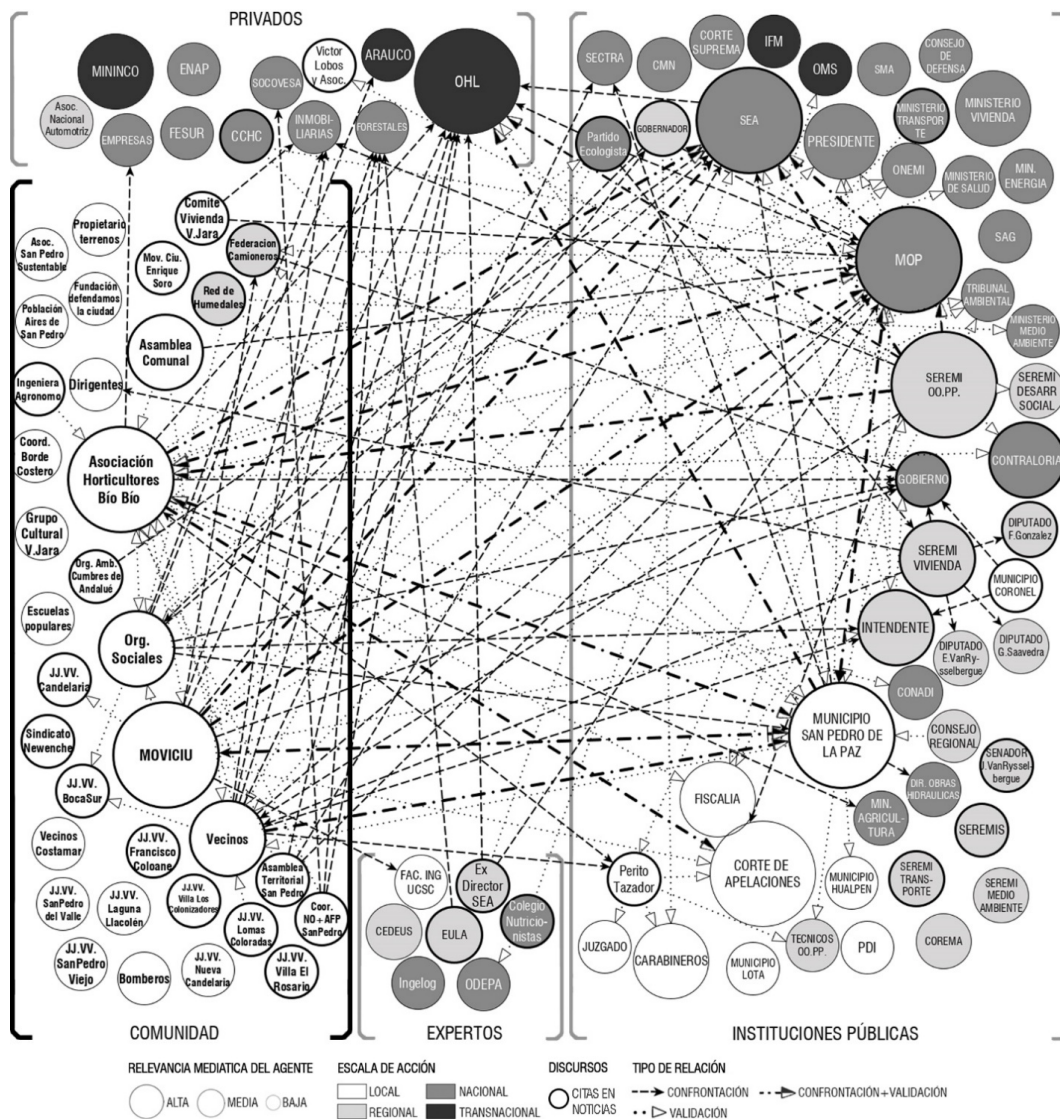 PRIVADOS
MININCO
ENAP
SOCOVESA
Victor
Lobos
y Asoc.
ARAUCO
OHL
Asoc.
Nacional
Automotriz
EMPRESAS
FESUR
CCHC
INMOBI-
LIARIAS
FORESTALES
SECTRA
CMN
CORTE
SUPREMA
IFM
OMS
SMA
CONSEJO
DE
DEFENSA
Partido
Ecologista
GOBERNADOR
SEA
PRESIDENTE
MINISTERIO
TRANSPOR
TE
MINISTERIO
VIVIENDA
ONEMI
MINISTERIO
DE SALUD
MIN.
ENERGIA
MOP
SAG
TRIBUNAL
AMBIENTAL
MINISTERIO
MEDIO
AMBIENTE
SEREMI
OO.PP.
SEREMI
DESARR
SOCIAL
CONTRALORIA
GOBIERNO
DIPUTADO
F.Gonzalez
SEREMI
VIVIENDA
MUNICIPIO
CORONEL
INTENDENTE
DIPUTADO
E.VanRy-
sselbergue
DIPUTADO
G.Saavedra
CONADI
MUNICIPIO
SAN PEDRO DE
LA PAZ
CONSEJO
REGIONAL
SENADOR
J.VanRyssel-
bergue
DIR. OBRAS
HIDRAULICAS
FISCALIA
MIN.
AGRICUL-
TURA
SEREMIS
CORTE DE
APELACIONES
MUNICIPIO
HUALPEN
SEREMI
TRANS-
PORTE
SEREMI
MEDIO
AMBIENTE
Perito
Tazador
JUZGADO
CARABINEROS
MUNICIPIO
LOTA
TECNICOS
OO.PP.
PDI
COREMA
INSTITUCIONES PÚBLICAS
Comite
Vivienda
V.Jara
Propietario
terrenos
Asoc.
San Pedro
Sustentable
Mov. Ciu.
Enrique
Soro
Federacion
Camioneros
Fundación
defendamos
la ciudad
Red de
Humedales
Población
Aires de
San Pedro
Asamblea
Comunal
Ingeniera
Agronomo
Dirigentes
Coord.
Borde
Costero
Asociación
Horticultores
Bío Bío
Grupo
Cultural
V.Jara
Org. Amb.
Cumbres de
Andalué
Escuelas
populares
Org.
Sociales
JJ.VV.
Candelaria
Sindicato
Newenche
MOVICIU
JJ.VV.
BocaSur
Vecinos
Vecinos
Costamar
JJ.VV.
Francisco
Coloane
Asamblea
Territorial
San Pedro
JJ.VV.
SanPedro
del Valle
JJ.VV.
Laguna
Llacolén
JJ.VV.
Villa Los
Colonizadores
JJ.VV.
Lomas
Coloradas
Coor.
NO+AFP
SanPedro
JJ.VV.
SanPedro
Viejo
Bomberos
JJ.VV.
Nueva
Candelaria
JJ.VV.
Villa El
Rosario
COMUNIDAD
FAC. ING
UCSC
Ex
Director
SEA
CEDEUS
EULA
Colegio
Nutricio-
nistas
Ingelog
ODEPA
EXPERTOS
RELEVANCIA MEDIATICA DEL AGENTE
ALTA
MEDIA
BAJA
ESCALA DE ACCIÓN
LOCAL
NACIONAL
REGIONAL
TRANSNACIONAL
DISCURSOS
CITAS EN
NOTICIAS
TIPO DE RELACIÓN
CONFRONTACIÓN
CONFRONTACIÓN+VALIDACIÓN
VALIDACIÓN